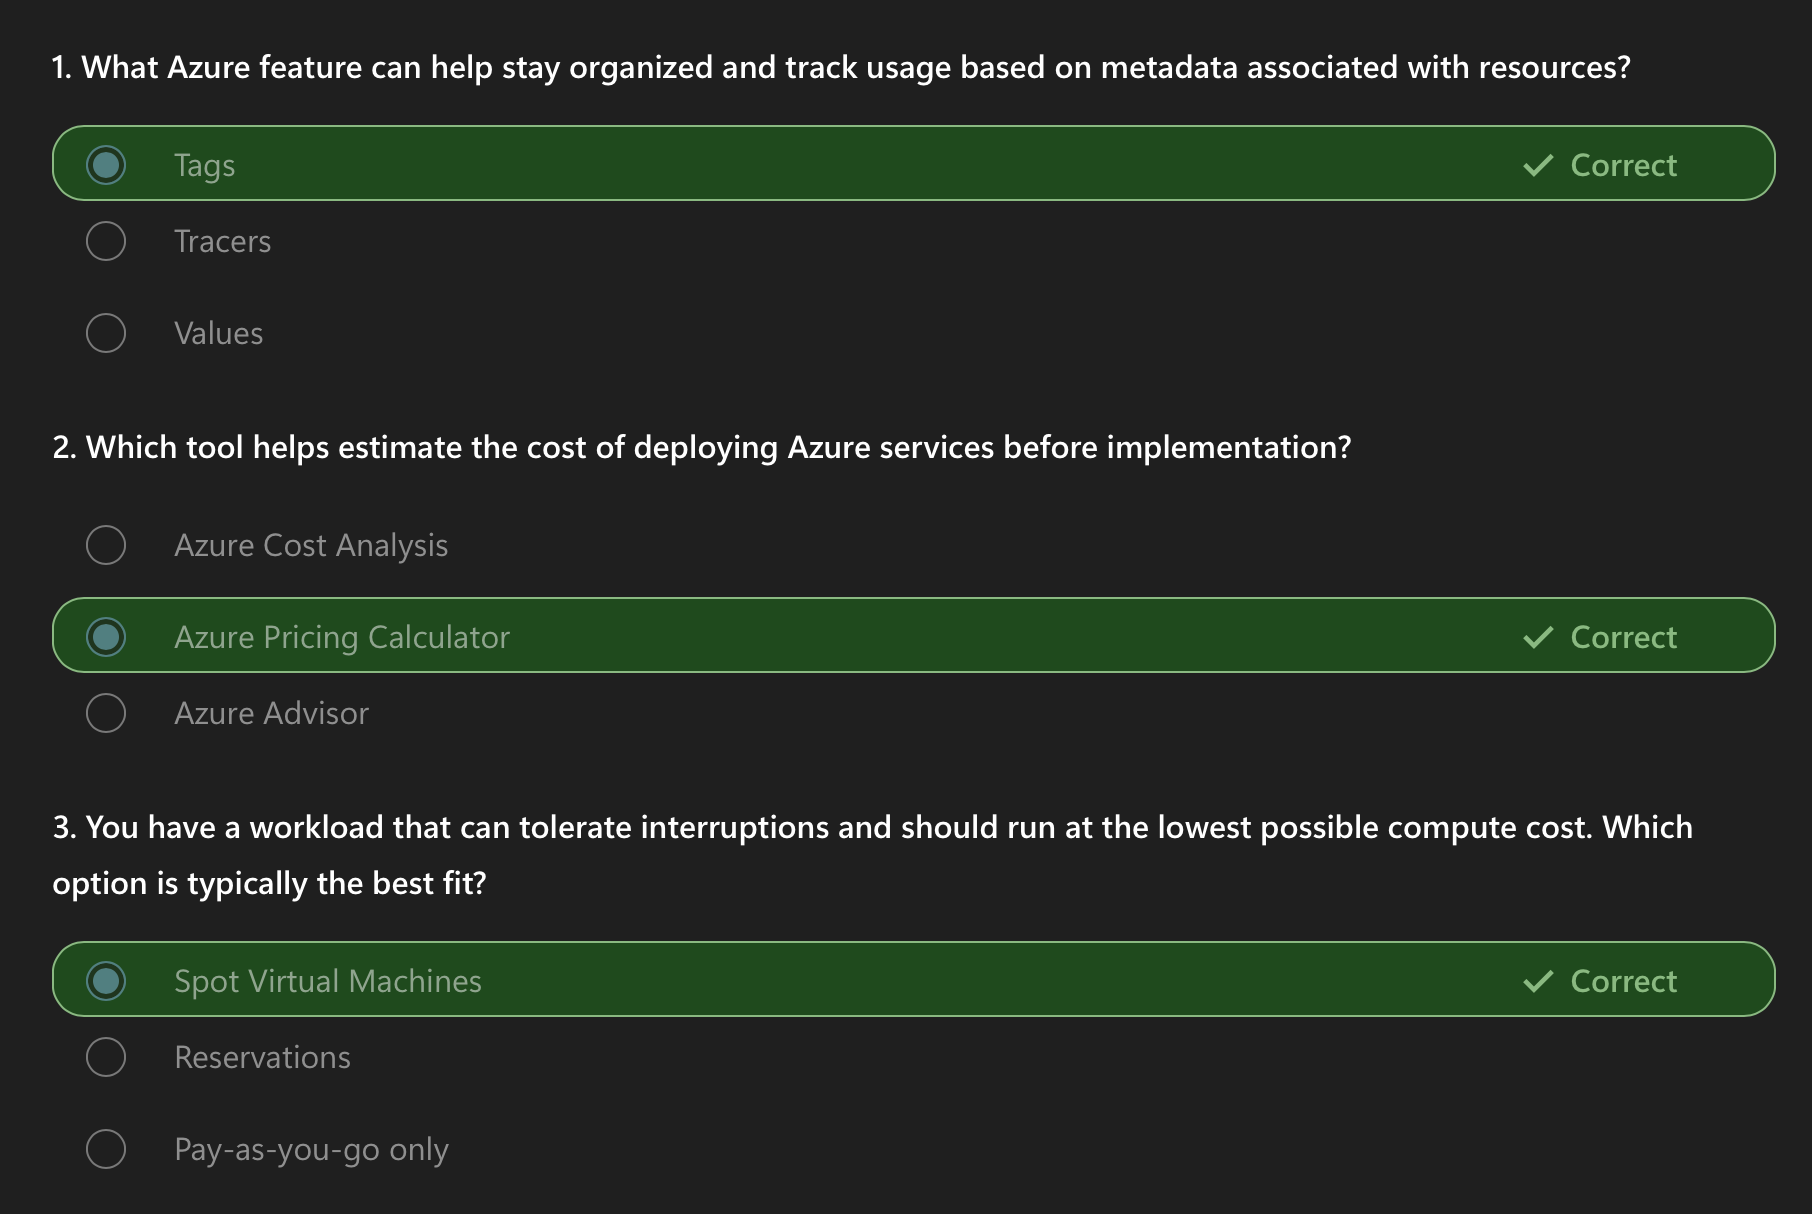 1. What Azure feature can help stay organized and track usage based on metadata associated with resources?
Tags
Correct
Tracers
Values
2. Which tool helps estimate the cost of deploying Azure services before implementation?
Azure Cost Analysis
Azure Pricing Calculator
Correct
Azure Advisor
3. You have a workload that can tolerate interruptions and should run at the lowest possible compute cost. Which
option is typically the best fit?
Spot Virtual Machines
Correct
Reservations
Pay-as-you-go only